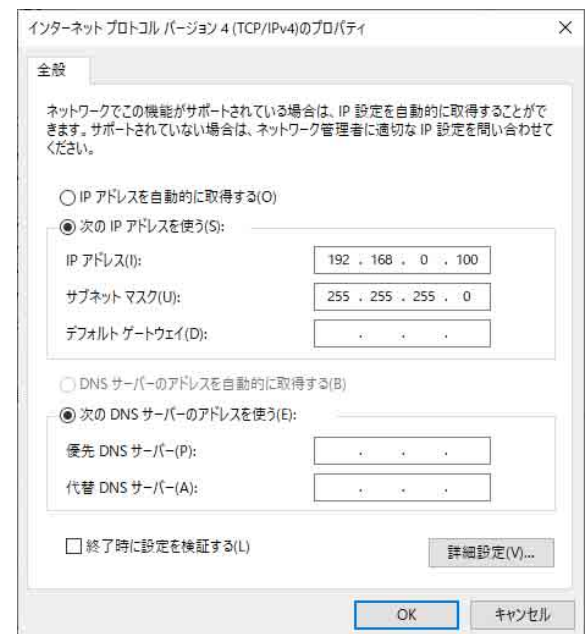 インターネット プロトコル バージョン 4 (TCP/IPv4)のプロパティ
全般
ネットワークでこの機能がサポートされている場合は、IP 設定を自動的に取得することがで
きます。サポートされていない場合は、ネットワーク管理者に適切な IP 設定を問い合わせて
ください。
IP アドレスを自動的に取得する(O)
次の IP アドレスを使う(S):
IP アドレス(I): 192 . 168 . 0 . 100
サブネット マスク(U): 255 . 255 . 255 . 0
デフォルト ゲートウェイ(D): . . .
DNS サーバーのアドレスを自動的に取得する(B)
次の DNS サーバーのアドレスを使う(E):
優先 DNS サーバー(P): . . .
代替 DNS サーバー(A): . . .
終了時に設定を検証する(L)
詳細設定(V)...
OK キャンセル